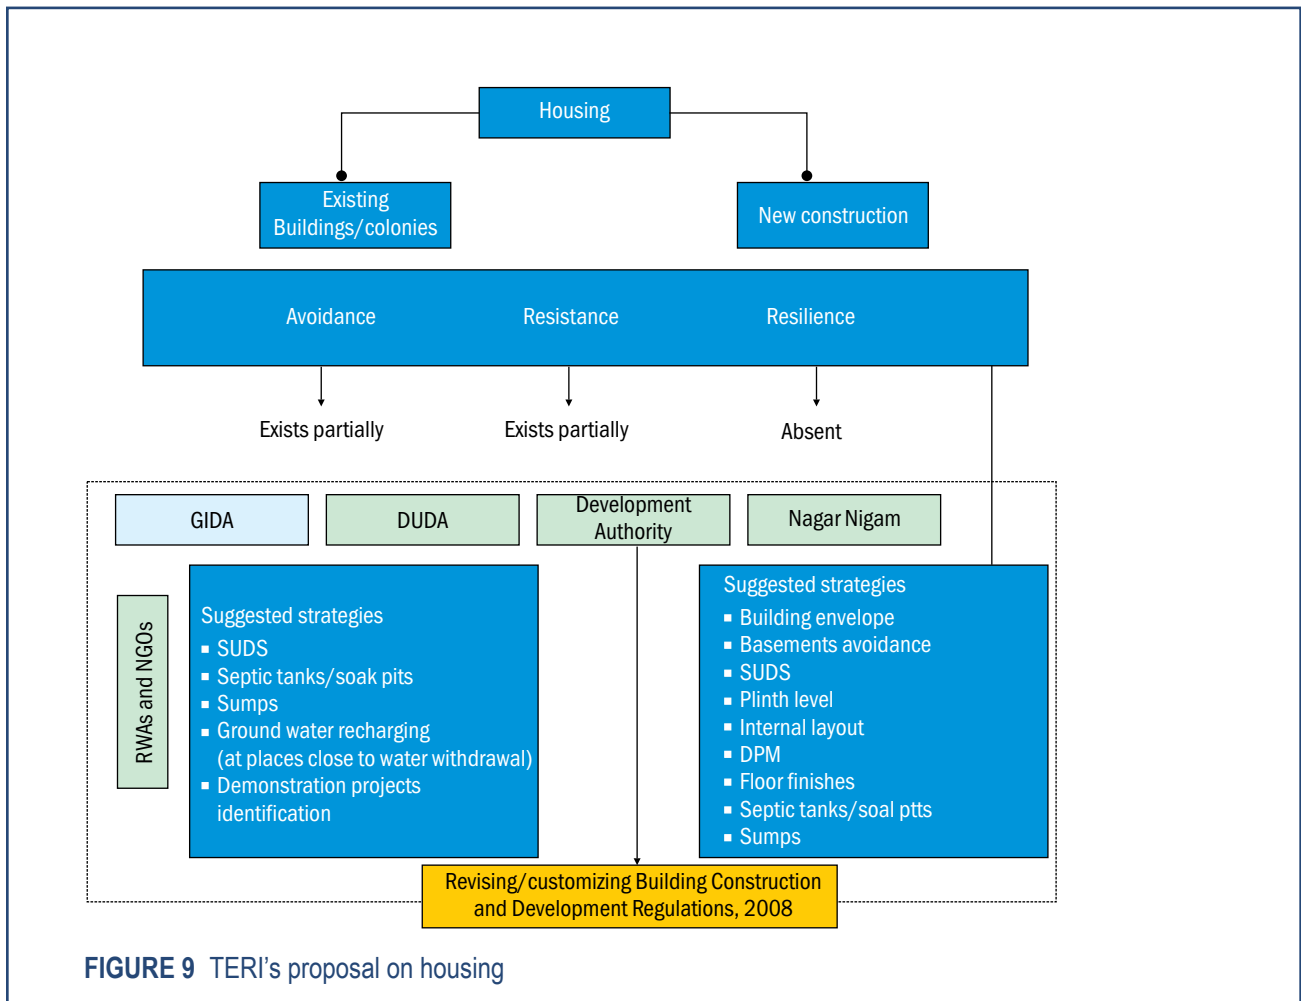 Housing
Existing
Buildings/colonies
New construction
Avoidance
Resistance
Resilience
Exists partially
Exists partially
Absent
GIDA
DUDA
Development
Authority
Nagar Nigam
RWAs and NGOs
Suggested strategies
▪ SUDS
▪ Septic tanks/soak pits
▪ Sumps
▪ Ground water recharging
(at places close to water withdrawal)
▪ Demonstration projects
identification
Suggested strategies
▪ Building envelope
▪ Basements avoidance
▪ SUDS
▪ Plinth level
▪ Internal layout
▪ DPM
▪ Floor finishes
▪ Septic tanks/soal ptts
▪ Sumps
Revising/customizing Building Construction
and Development Regulations, 2008
FIGURE 9 TERI's proposal on housing